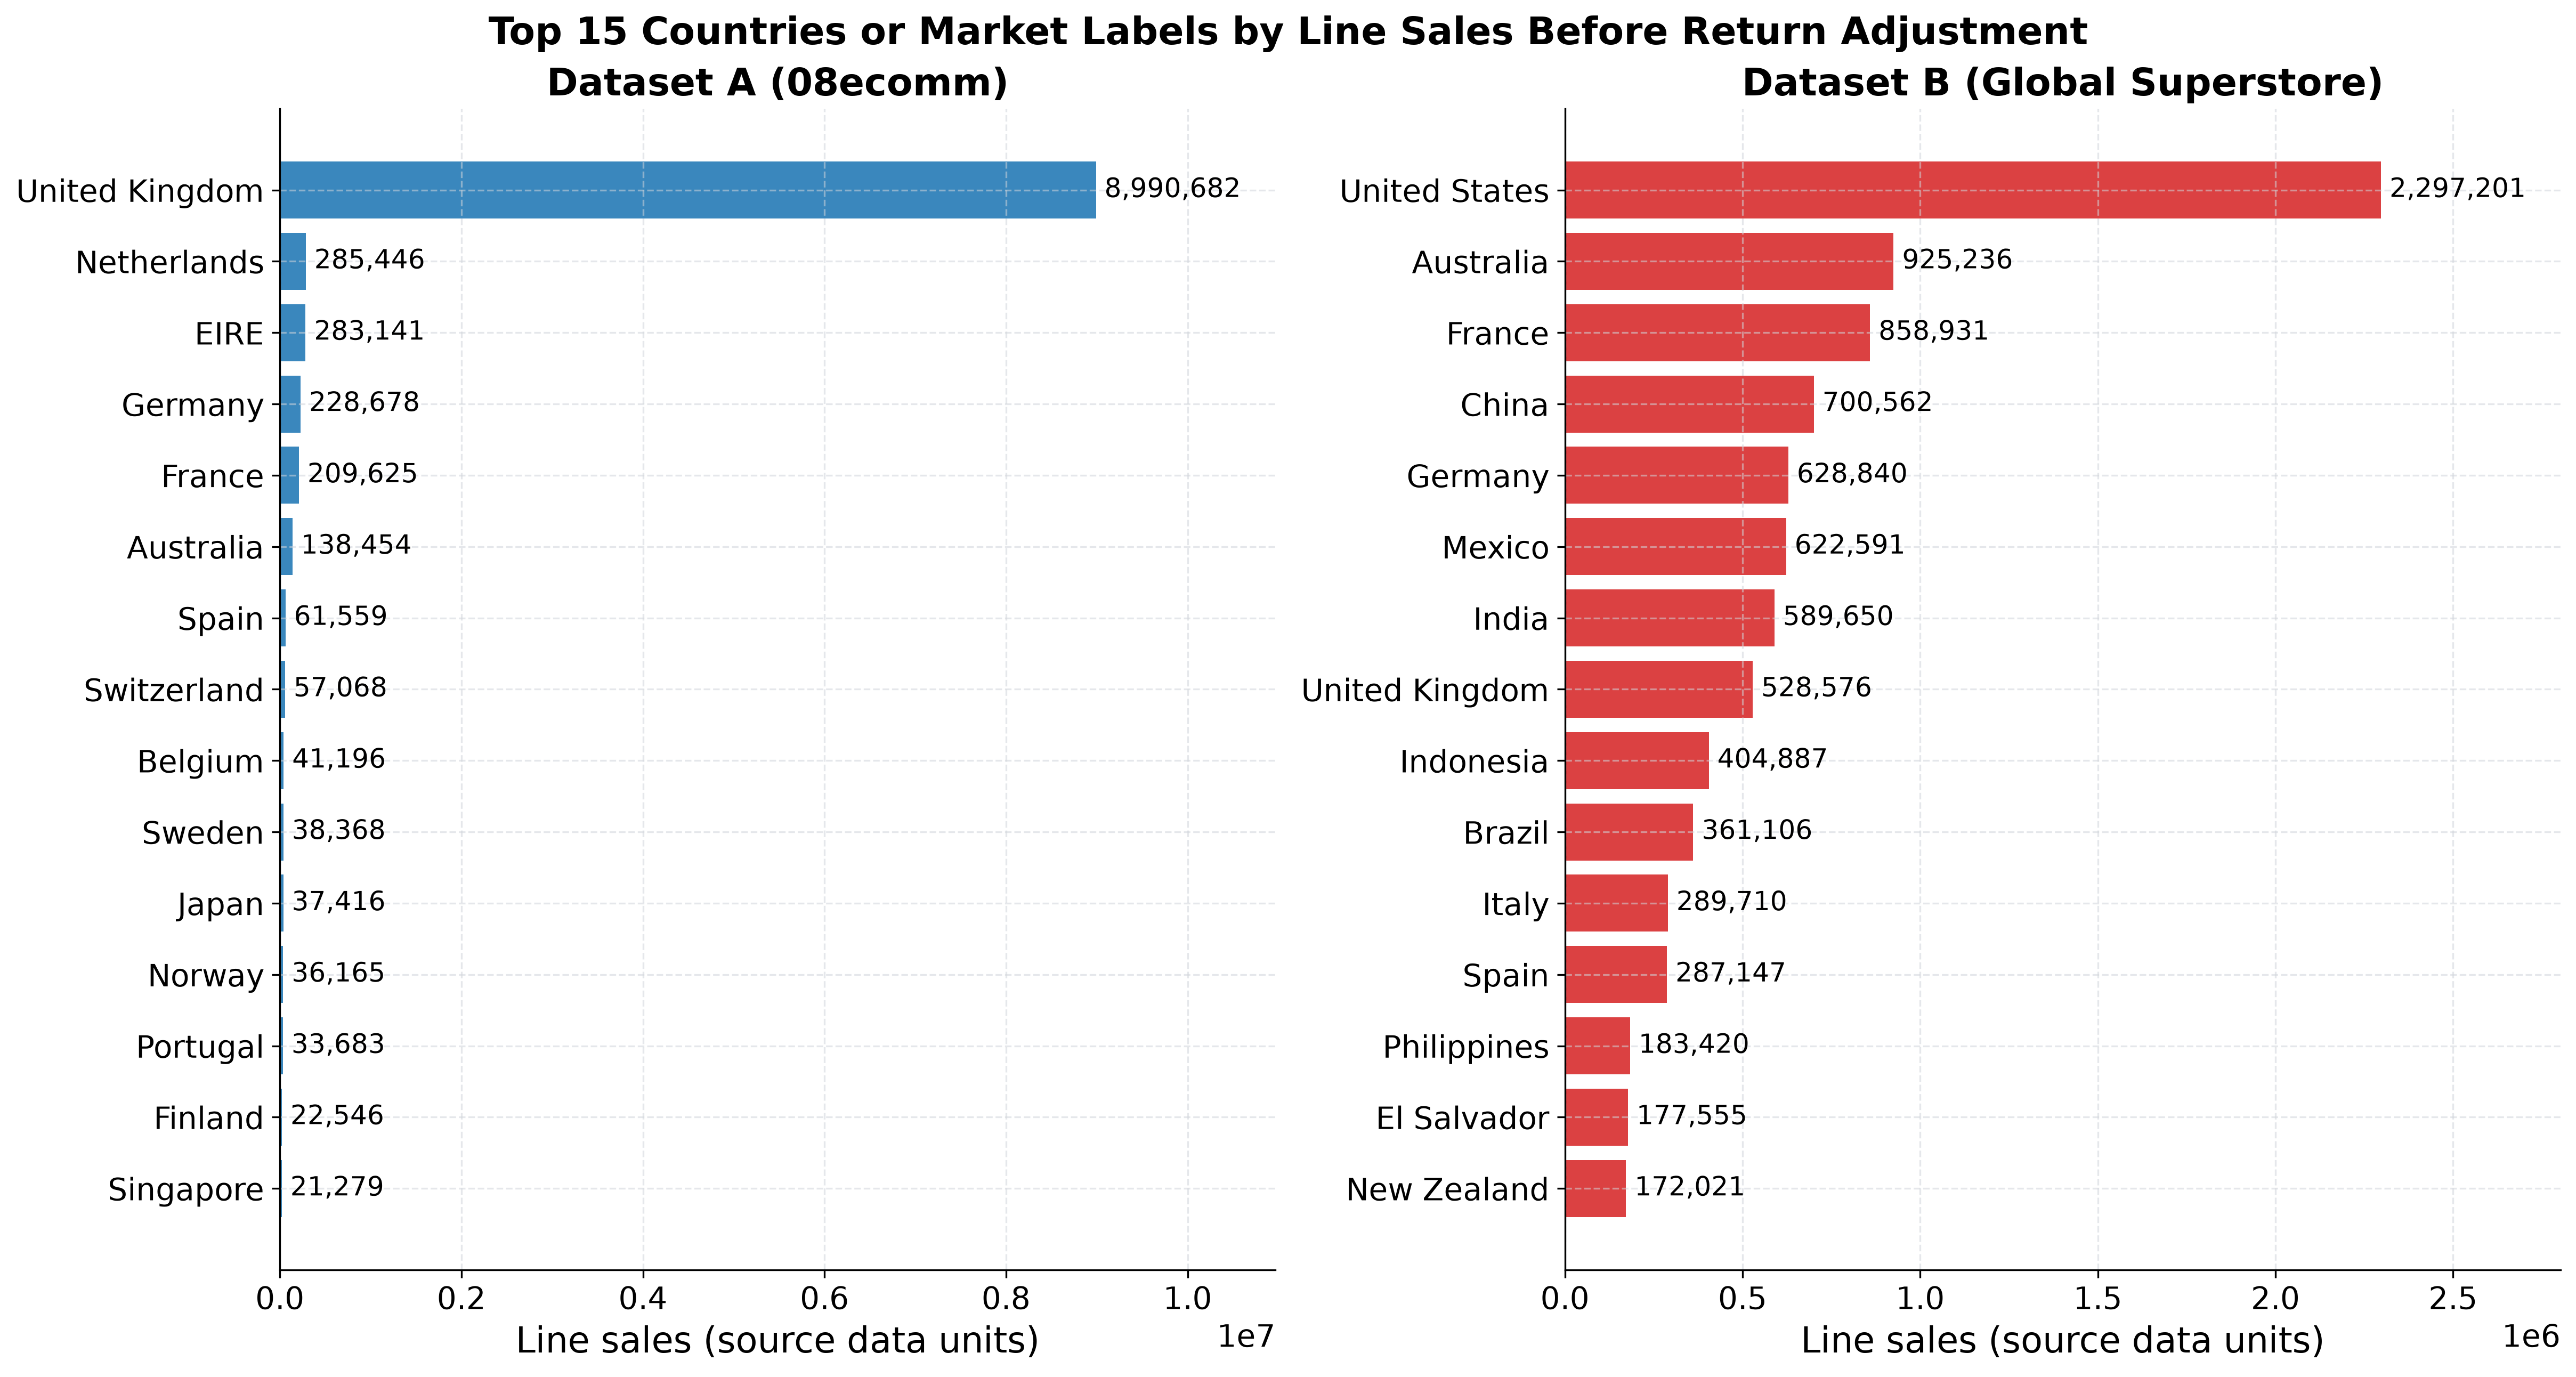 Top 15 Countries or Market Labels by Line Sales Before Return Adjustment
Dataset A (08ecomm)
United Kingdom 8,990,682
Netherlands 285,446
EIRE 283,141
Germany 228,678
France 209,625
Australia 138,454
Spain 61,559
Switzerland 57,068
Belgium 41,196
Sweden 38,368
Japan 37,416
Norway 36,165
Portugal 33,683
Finland 22,546
Singapore 21,279
0.0 0.2 0.4 0.6 0.8 1.0
1e7
Line sales (source data units)
Dataset B (Global Superstore)
United States 2,297,201
Australia 925,236
France 858,931
China 700,562
Germany 628,840
Mexico 622,591
India 589,650
United Kingdom 528,576
Indonesia 404,887
Brazil 361,106
Italy 289,710
Spain 287,147
Philippines 183,420
El Salvador 177,555
New Zealand 172,021
0.0 0.5 1.0 1.5 2.0 2.5
1e6
Line sales (source data units)